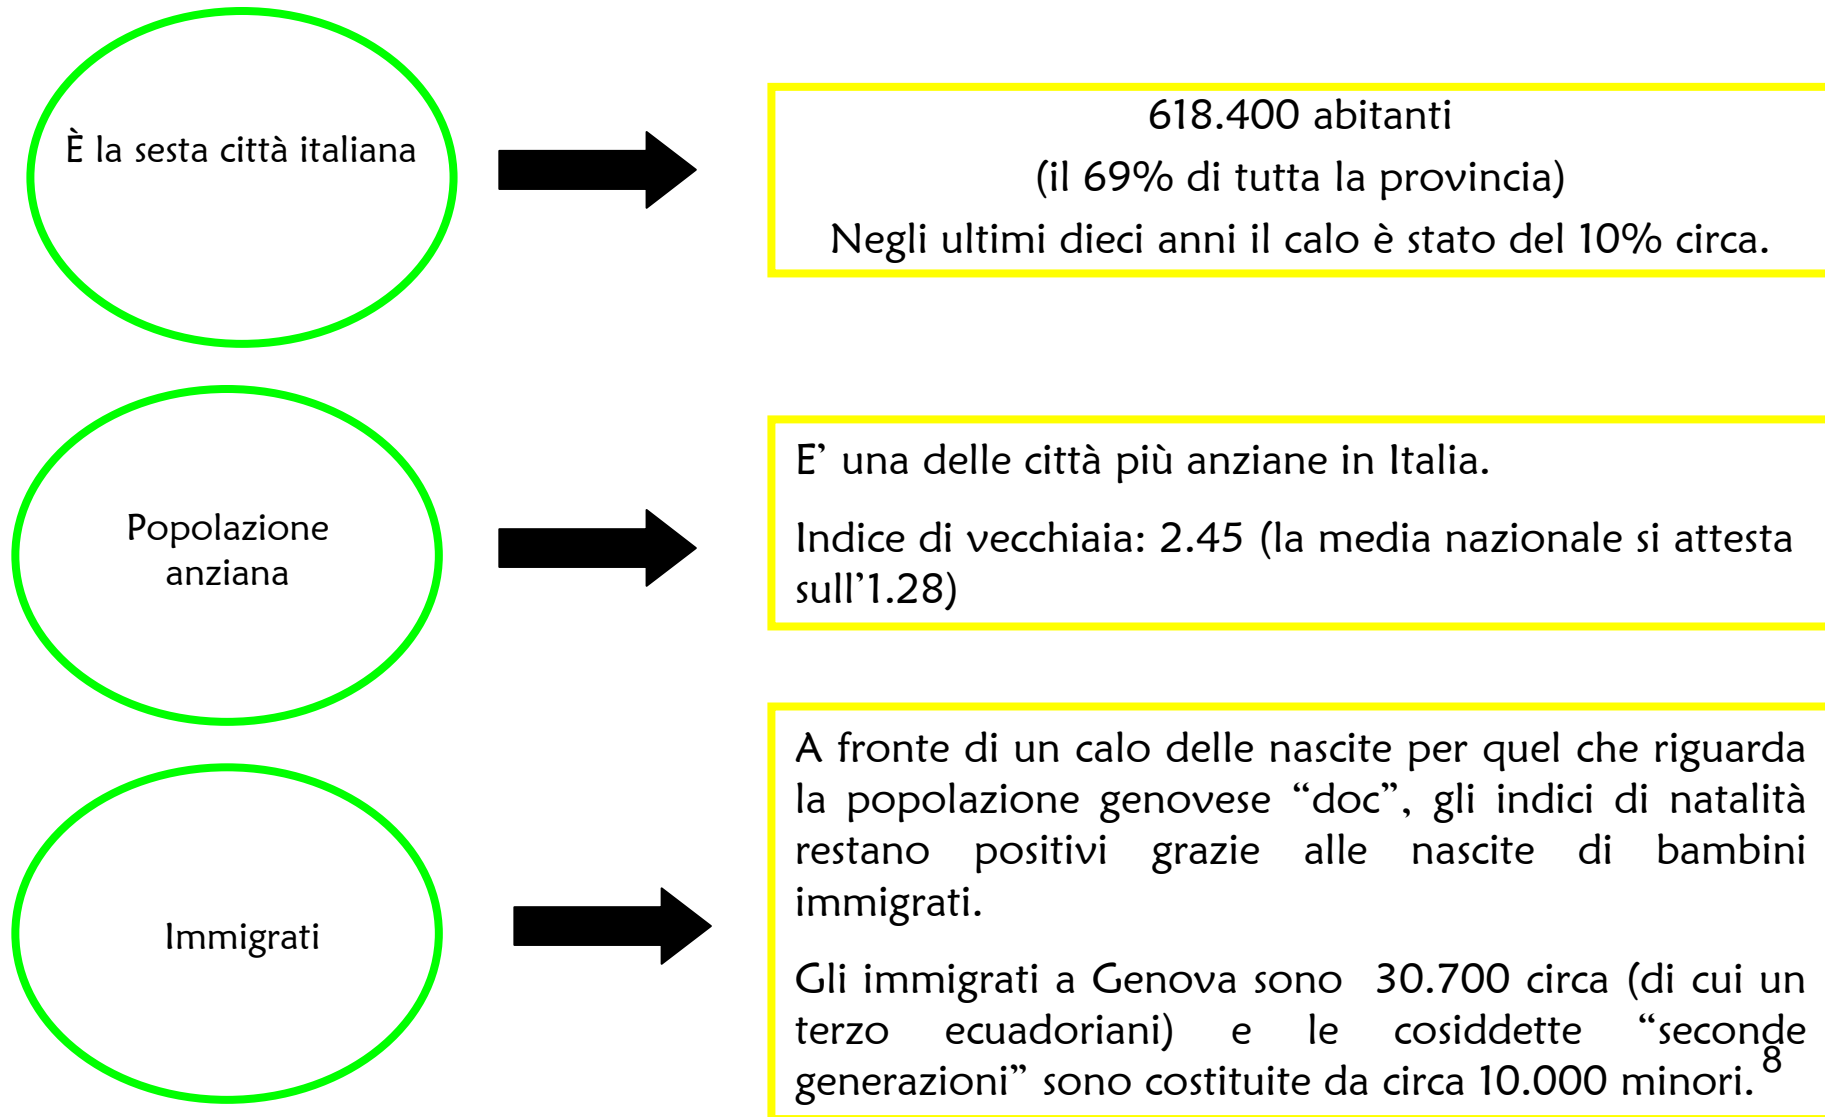 È la sesta città italiana
618.400 abitanti
(il 69% di tutta la provincia)
Negli ultimi dieci anni il calo è stato del 10% circa.
Popolazione
anziana
E’ una delle città più anziane in Italia.
Indice di vecchiaia: 2.45 (la media nazionale si attesta
sull’1.28)
Immigrati
A fronte di un calo delle nascite per quel che riguarda
la popolazione genovese “doc”, gli indici di natalità
restano positivi grazie alle nascite di bambini
immigrati.
Gli immigrati a Genova sono 30.700 circa (di cui un
terzo ecuadoriani) e le cosiddette “seconde
generazioni” sono costituite da circa 10.000 minori.
8